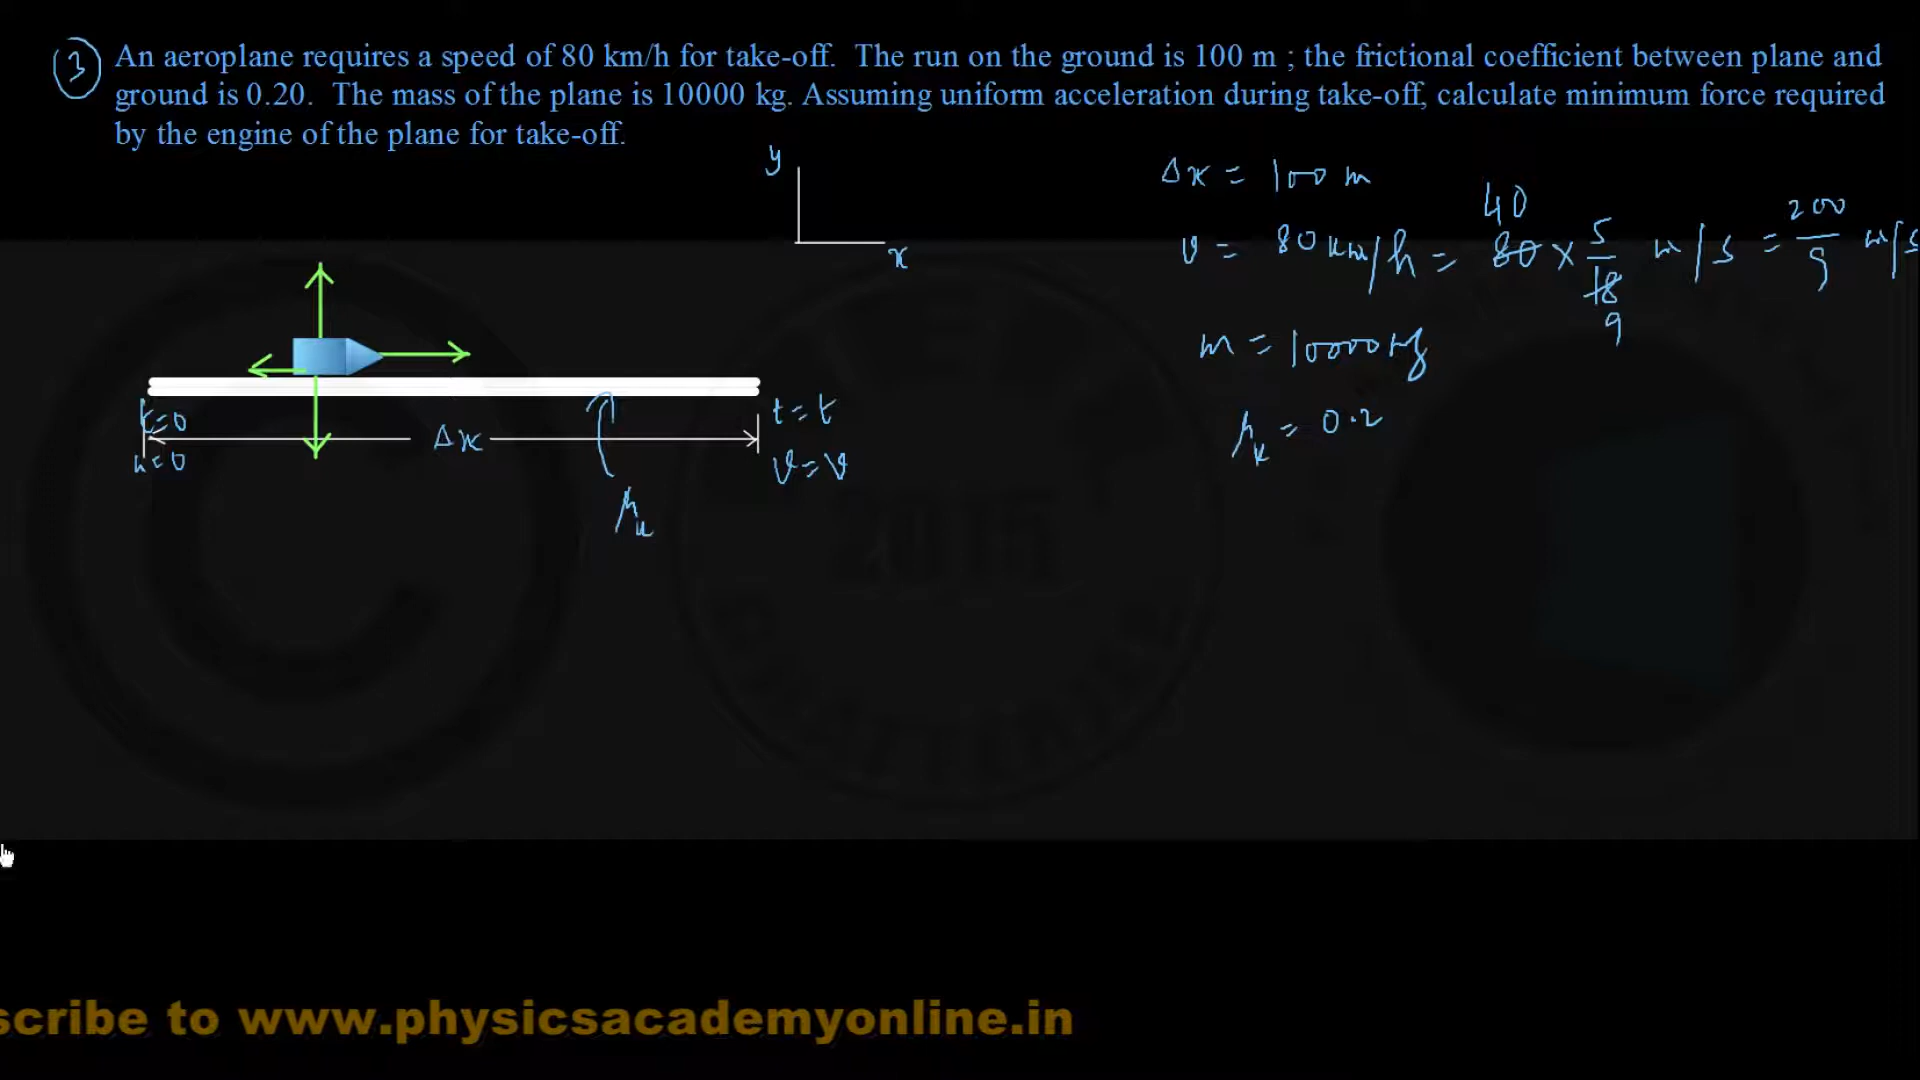 3 An aeroplane requires a speed of 80 km/h for take-off. The run on the ground is 100 m ; the frictional coefficient between plane and
ground is 0.20. The mass of the plane is 10000 kg. Assuming uniform acceleration during take-off, calculate minimum force required
by the engine of the plane for take-off.
y
x
Δx = 100 m
v = 80 km/h = 80 40 × 5/18 9 m/s = 200/9 m/s
m = 10000 kg
μk = 0.2
t=0
u=0
Δx
t = t
v = v
μk
2015
scribe to www.physicsacademyonline.in